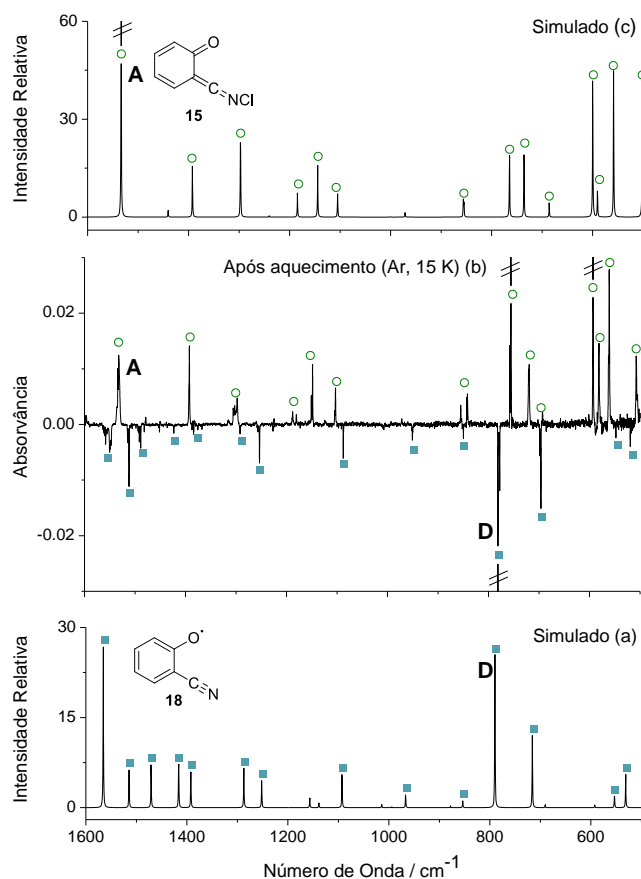 60
30
0
Intensidade Relativa
Simulado (c)
A
O
C
NCl
15
0.02
0.00
-0.02
Absorvância
Após aquecimento (Ar, 15 K) (b)
A
D
30
15
0
Intensidade Relativa
Simulado (a)
O•
C
N
18
D
1600 1400 1200 1000 800 600
Número de Onda / cm-1